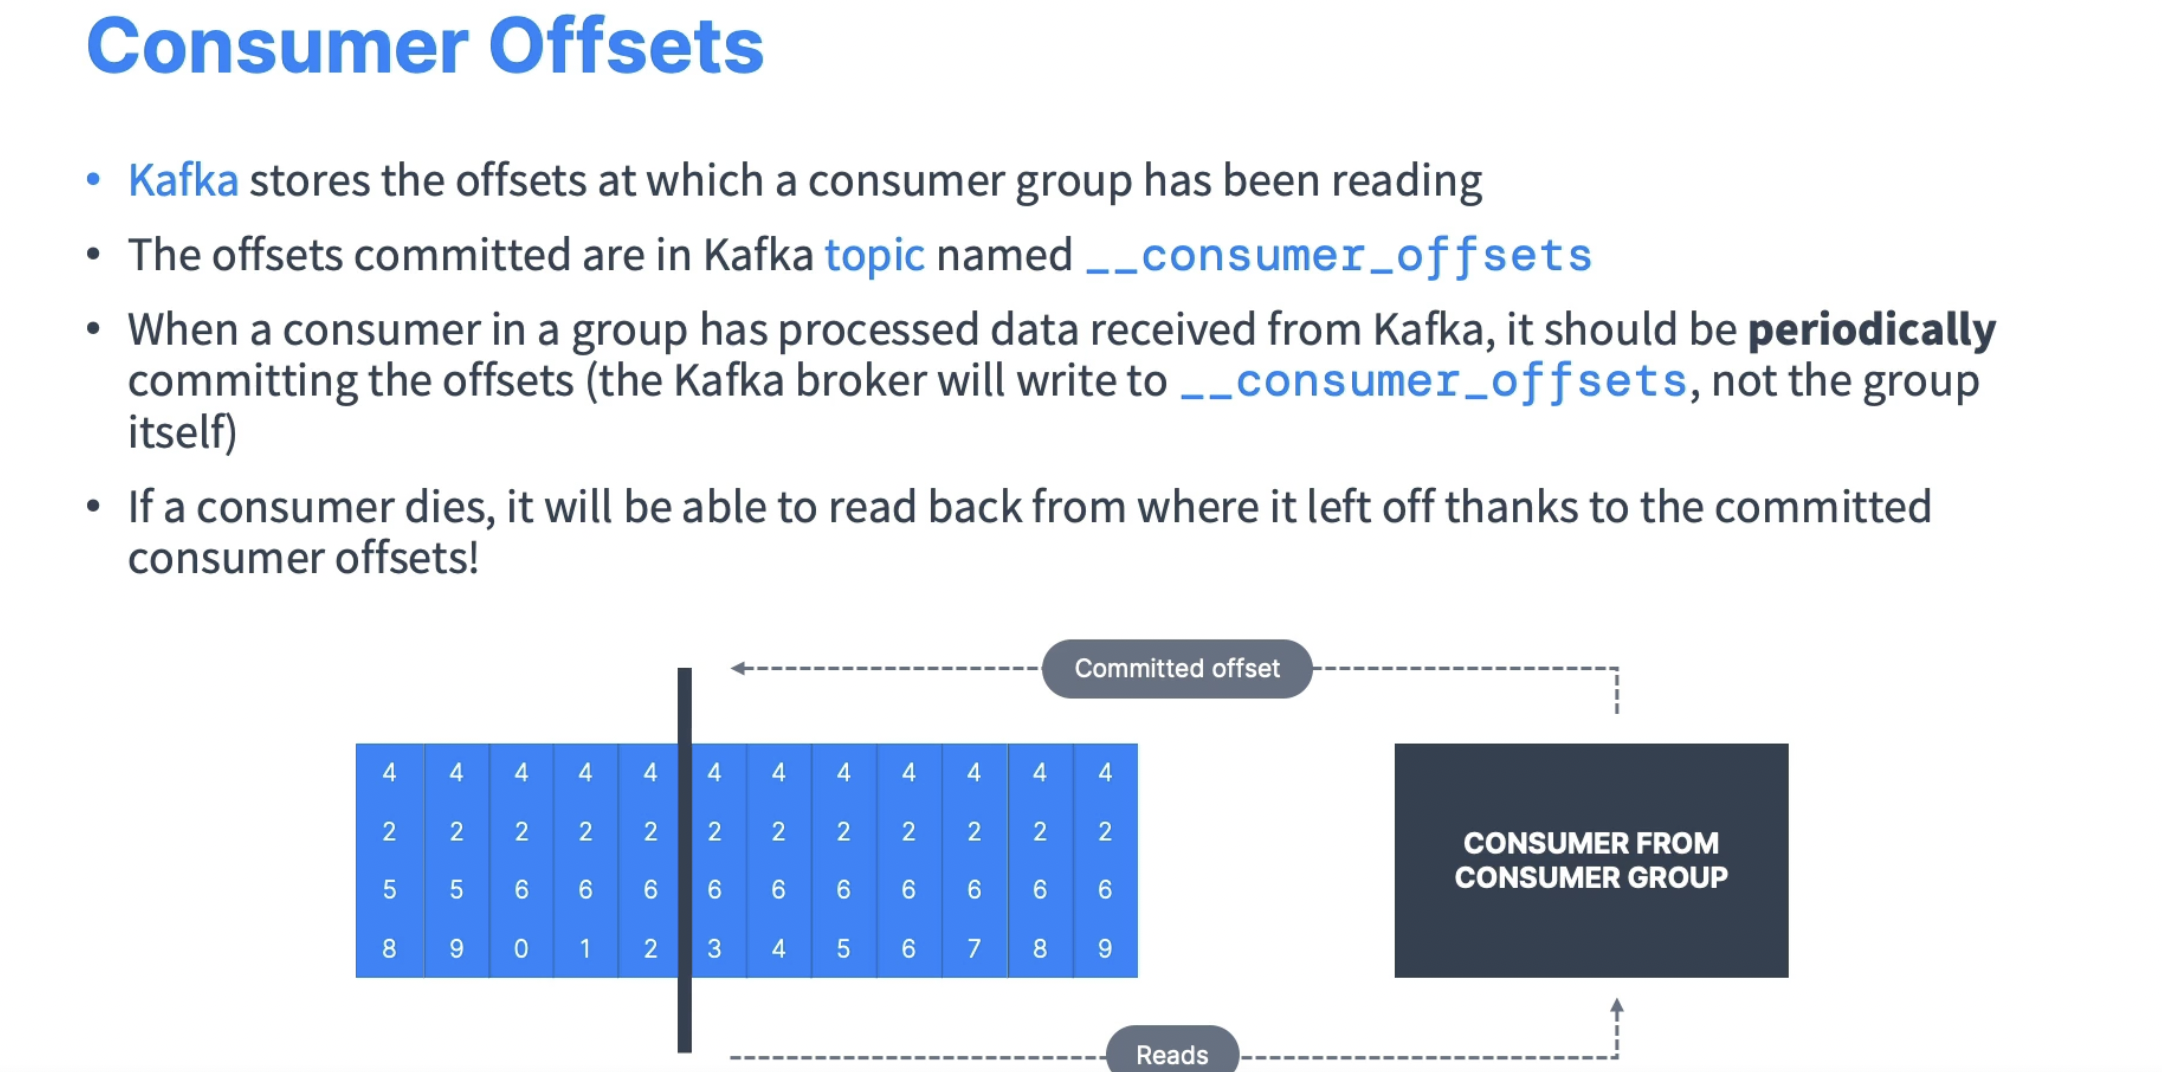 Consumer Offsets
• Kafka stores the offsets at which a consumer group has been reading
• The offsets committed are in Kafka topic named __consumer_offsets
• When a consumer in a group has processed data received from Kafka, it should be periodically
committing the offsets (the Kafka broker will write to __consumer_offsets, not the group
itself)
• If a consumer dies, it will be able to read back from where it left off thanks to the committed
consumer offsets!
Committed offset
4 4 4 4 4 4 4 4 4 4 4 4
2 2 2 2 2 2 2 2 2 2 2 2
5 5 6 6 6 6 6 6 6 6 6 6
8 9 0 1 2 3 4 5 6 7 8 9
CONSUMER FROM
CONSUMER GROUP
Reads